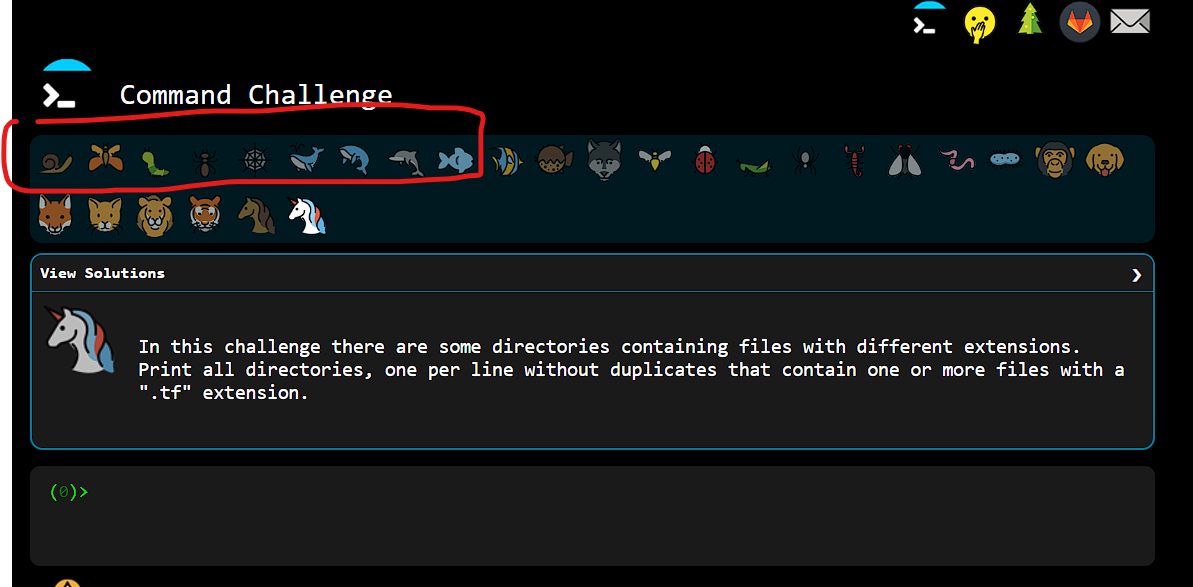 Command Challenge
View Solutions
In this challenge there are some directories containing files with different extensions.
Print all directories, one per line without duplicates that contain one or more files with a
".tf" extension.
(0)>